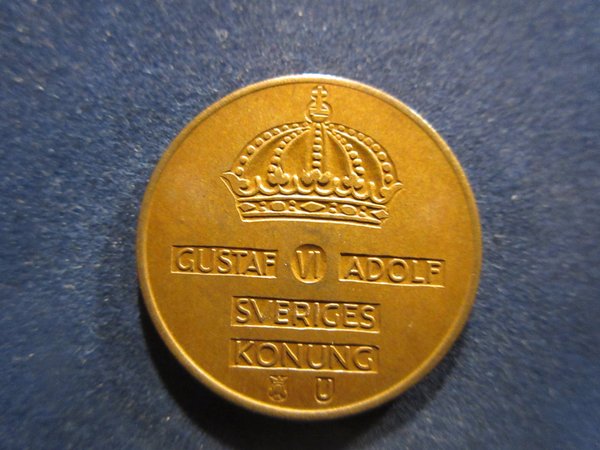 GUSTAF VI ADOLF
SVERIGES
KONUNG
U